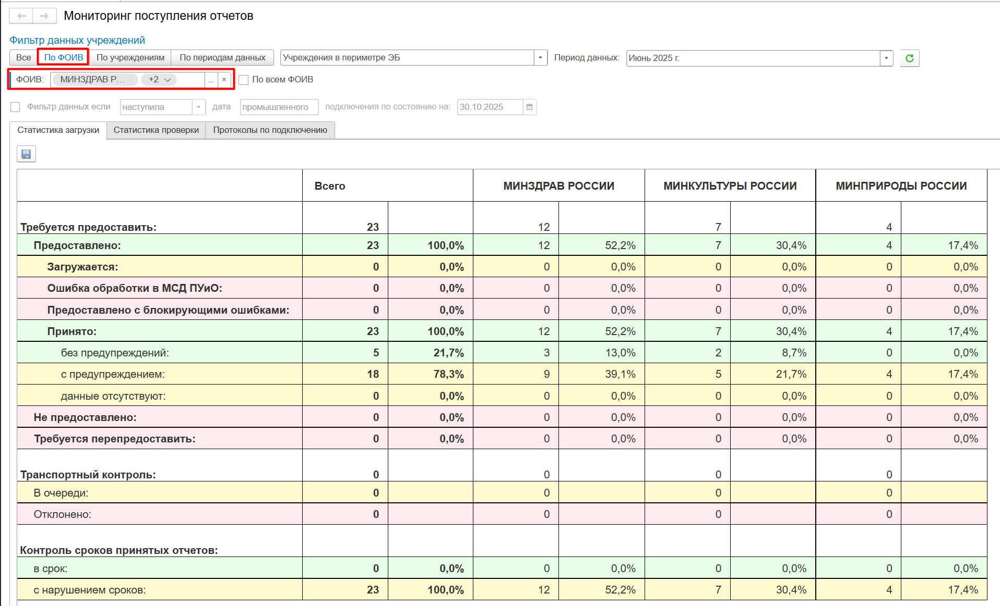 Мониторинг поступления отчетов
Фильтр данных учреждений
Все По ФОИВ По учреждениям По периодам данных Учреждения в периметре ЭБ Период данных: Июнь 2025 г.
ФОИВ: МИНЗДРАВ Р... +2 ... × По всем ФОИВ
Фильтр данных если наступила дата промышленного подключения по состоянию на: 30.10.2025
Статистика загрузки Статистика проверки Протоколы по подключению
Всего МИНЗДРАВ РОССИИ МИНКУЛЬТУРЫ РОССИИ МИНПРИРОДЫ РОССИИ
Требуется предоставить: 23 12 7 4
Предоставлено: 23 100,0% 12 52,2% 7 30,4% 4 17,4%
Загружается: 0 0,0% 0 0,0% 0 0,0% 0 0,0%
Ошибка обработки в МСД ПУиО: 0 0,0% 0 0,0% 0 0,0% 0 0,0%
Предоставлено с блокирующими ошибками: 0 0,0% 0 0,0% 0 0,0% 0 0,0%
Принято: 23 100,0% 12 52,2% 7 30,4% 4 17,4%
без предупреждений: 5 21,7% 3 13,0% 2 8,7% 0 0,0%
с предупреждением: 18 78,3% 9 39,1% 5 21,7% 4 17,4%
данные отсутствуют: 0 0,0% 0 0,0% 0 0,0% 0 0,0%
Не предоставлено: 0 0,0% 0 0,0% 0 0,0% 0 0,0%
Требуется перепредоставить: 0 0,0% 0 0,0% 0 0,0% 0 0,0%
Транспортный контроль: 0 0 0 0
В очереди: 0 0 0 0
Отклонено: 0 0 0 0
Контроль сроков принятых отчетов:
в срок: 0 0,0% 0 0,0% 0 0,0% 0 0,0%
с нарушением сроков: 23 100,0% 12 52,2% 7 30,4% 4 17,4%